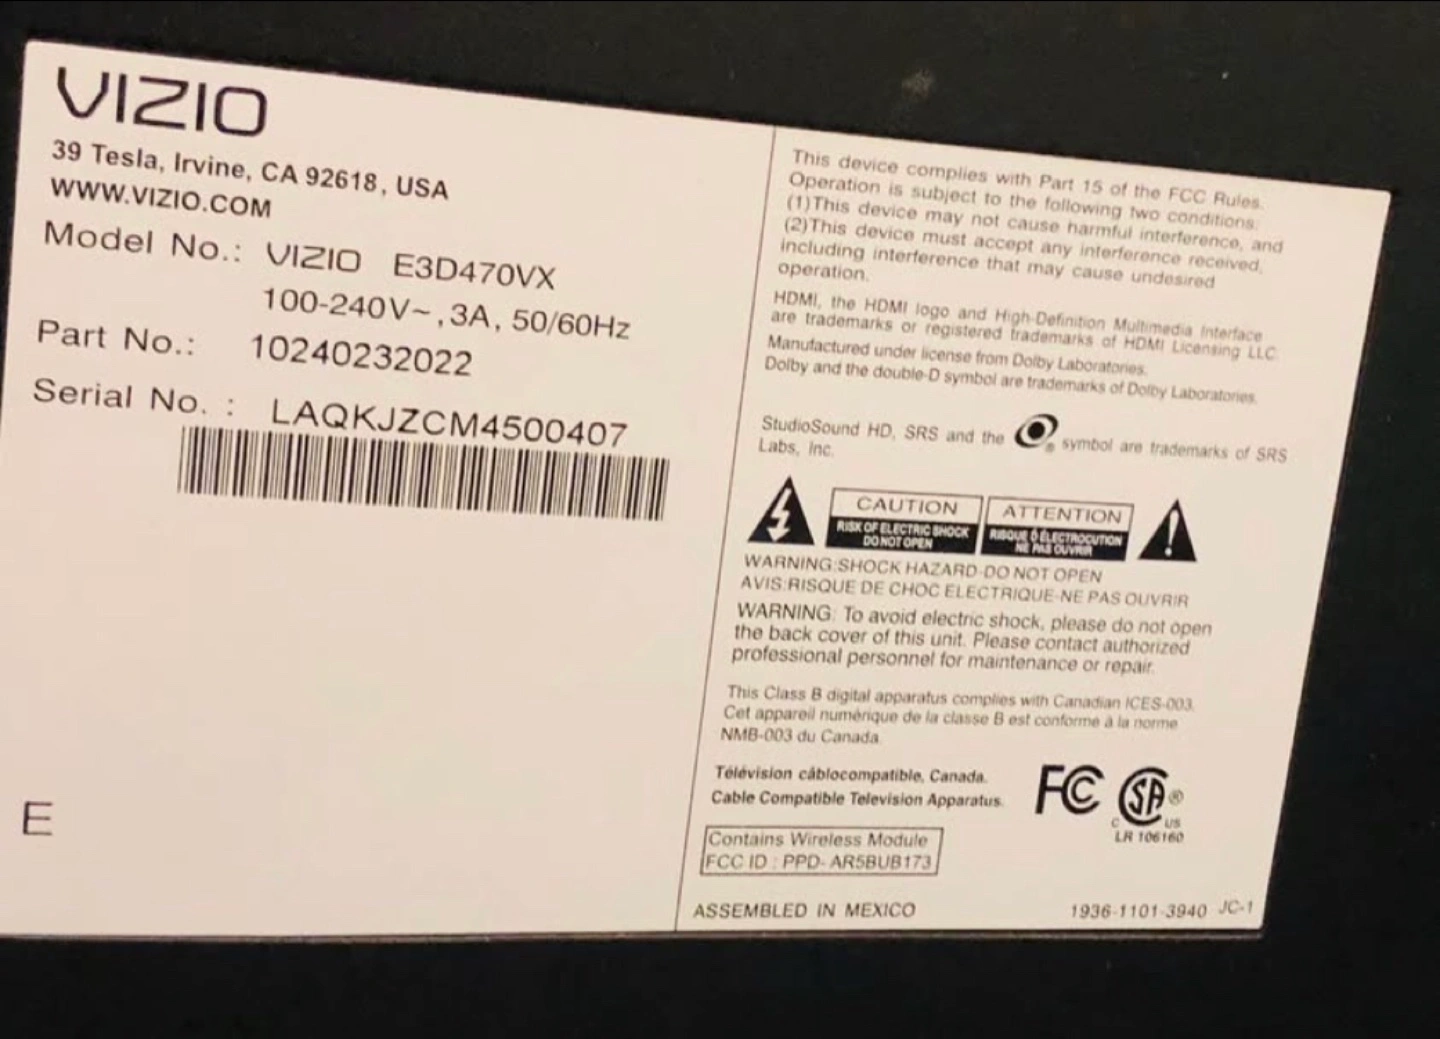 VIZIO
39 Tesla, Irvine, CA 92618, USA
WWW.VIZIO.COM
Model No.: VIZIO E3D470VX
100-240V~, 3A, 50/60Hz
Part No.: 10240232022
Serial No. : LAQKJZCM4500407
E
This device complies with Part 15 of the FCC Rules.
Operation is subject to the following two conditions:
(1)This device may not cause harmful interference, and
(2)This device must accept any interference received,
including interference that may cause undesired
operation.
HDMI, the HDMI logo and High-Definition Multimedia Interface
are trademarks or registered trademarks of HDMI Licensing LLC.
Manufactured under license from Dolby Laboratories.
Dolby and the double-D symbol are trademarks of Dolby Laboratories.
StudioSound HD, SRS and the ® symbol are trademarks of SRS
Labs, Inc.
CAUTION
RISK OF ELECTRIC SHOCK
DO NOT OPEN
ATTENTION
RISQUE D ÉLECTROCUTION
NE PAS OUVRIR
WARNING:SHOCK HAZARD-DO NOT OPEN
AVIS:RISQUE DE CHOC ELECTRIQUE-NE PAS OUVRIR
WARNING: To avoid electric shock, please do not open
the back cover of this unit. Please contact authorized
professional personnel for maintenance or repair.
This Class B digital apparatus complies with Canadian ICES-003.
Cet appareil numérique de la classe B est conforme à la norme
NMB-003 du Canada.
Télévision câblocompatible, Canada.
Cable Compatible Television Apparatus.
FC SA®
C US
LR 106160
Contains Wireless Module
FCC ID : PPD- AR5BUB173
ASSEMBLED IN MEXICO
1936-1101-3940 JC-1